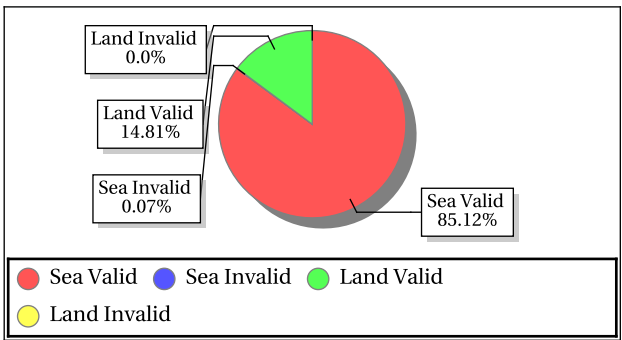 Land Invalid
0.0%
Land Valid
14.81%
Sea Invalid
0.07%
Sea Valid
85.12%
Sea Valid Sea Invalid Land Valid
Land Invalid